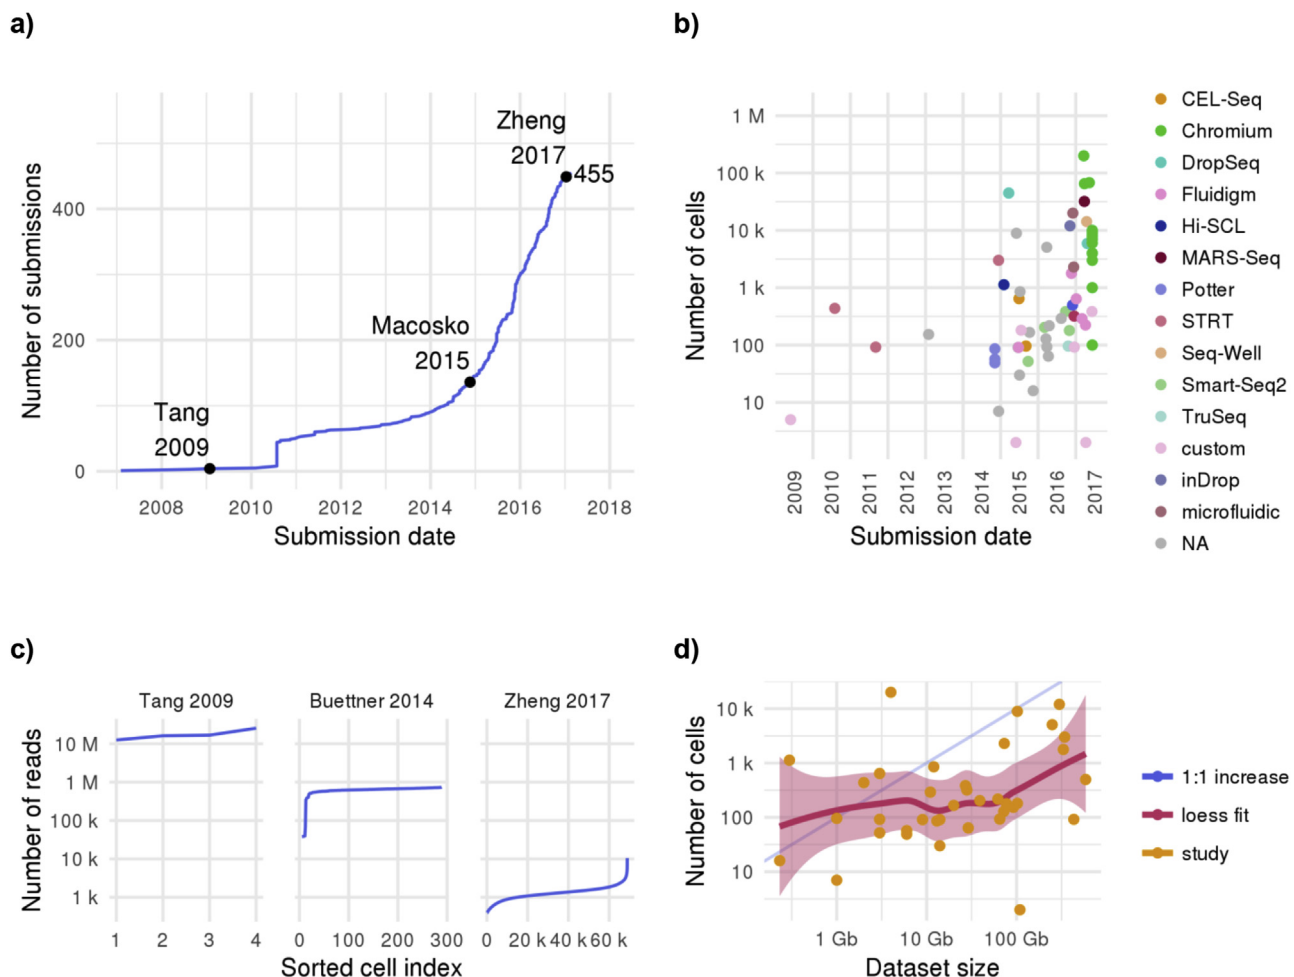 a)
Number of submissions
400
200
0
Zheng
2017
455
Macosko
2015
Tang
2009
2008 2010 2012 2014 2016 2018
Submission date
b)
Number of cells
1 M
100 k
10 k
1 k
100
10
2009 2010 2011 2012 2013 2014 2015 2016 2017
Submission date
CEL-Seq
Chromium
DropSeq
Fluidigm
Hi-SCL
MARS-Seq
Potter
STRT
Seq-Well
Smart-Seq2
TruSeq
custom
inDrop
microfluidic
NA
c)
Tang 2009 Buettner 2014 Zheng 2017
Number of reads
10 M
1 M
100 k
10 k
1 k
1 2 3 4 0 100 200 300 0 20 k 40 k 60 k
Sorted cell index
d)
Number of cells
10 k
1 k
100
10
1 Gb 10 Gb 100 Gb
Dataset size
1:1 increase
loess fit
study